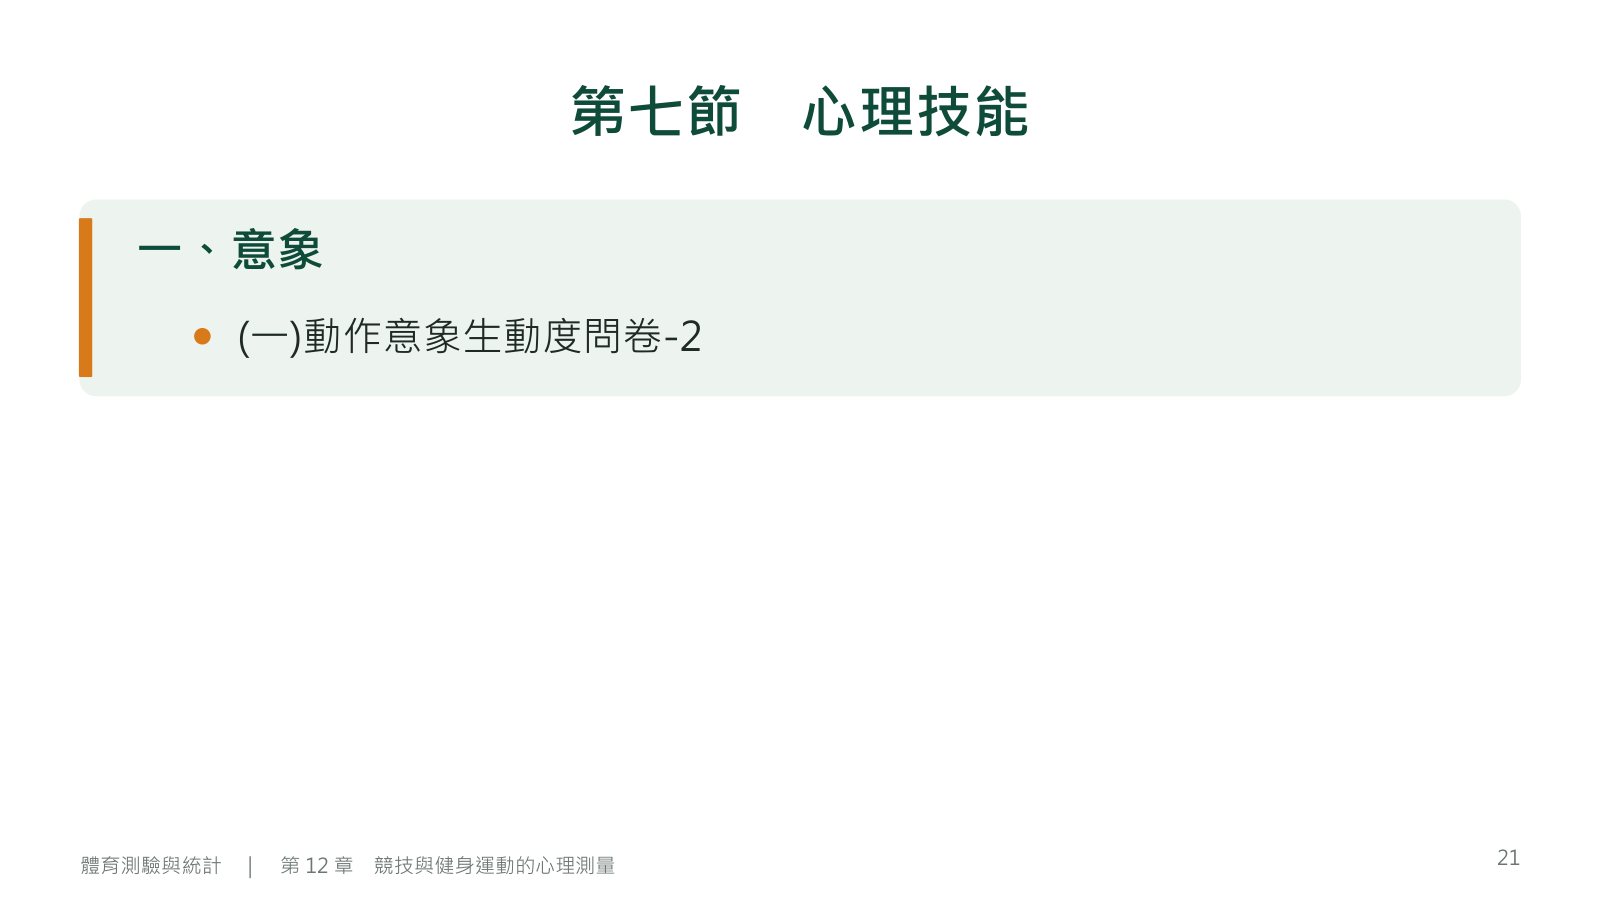 第七節　心理技能
一、意象
(一)動作意象生動度問卷-2
體育測驗與統計　|　第 12 章　競技與健身運動的心理測量
21